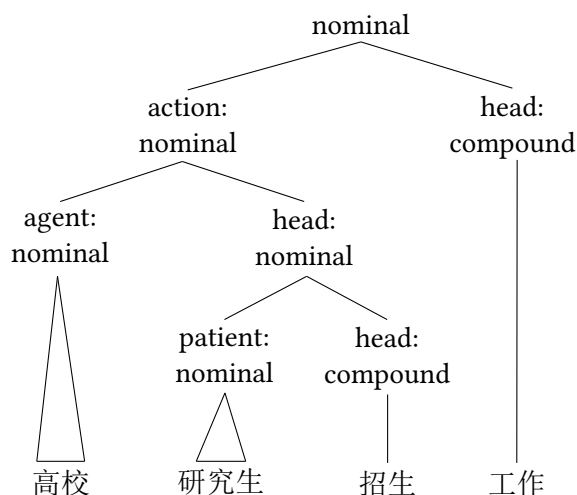 nominal
action:
nominal
head:
compound
agent:
nominal
head:
nominal
patient:
nominal
head:
compound
高校
研究生
招生
工作